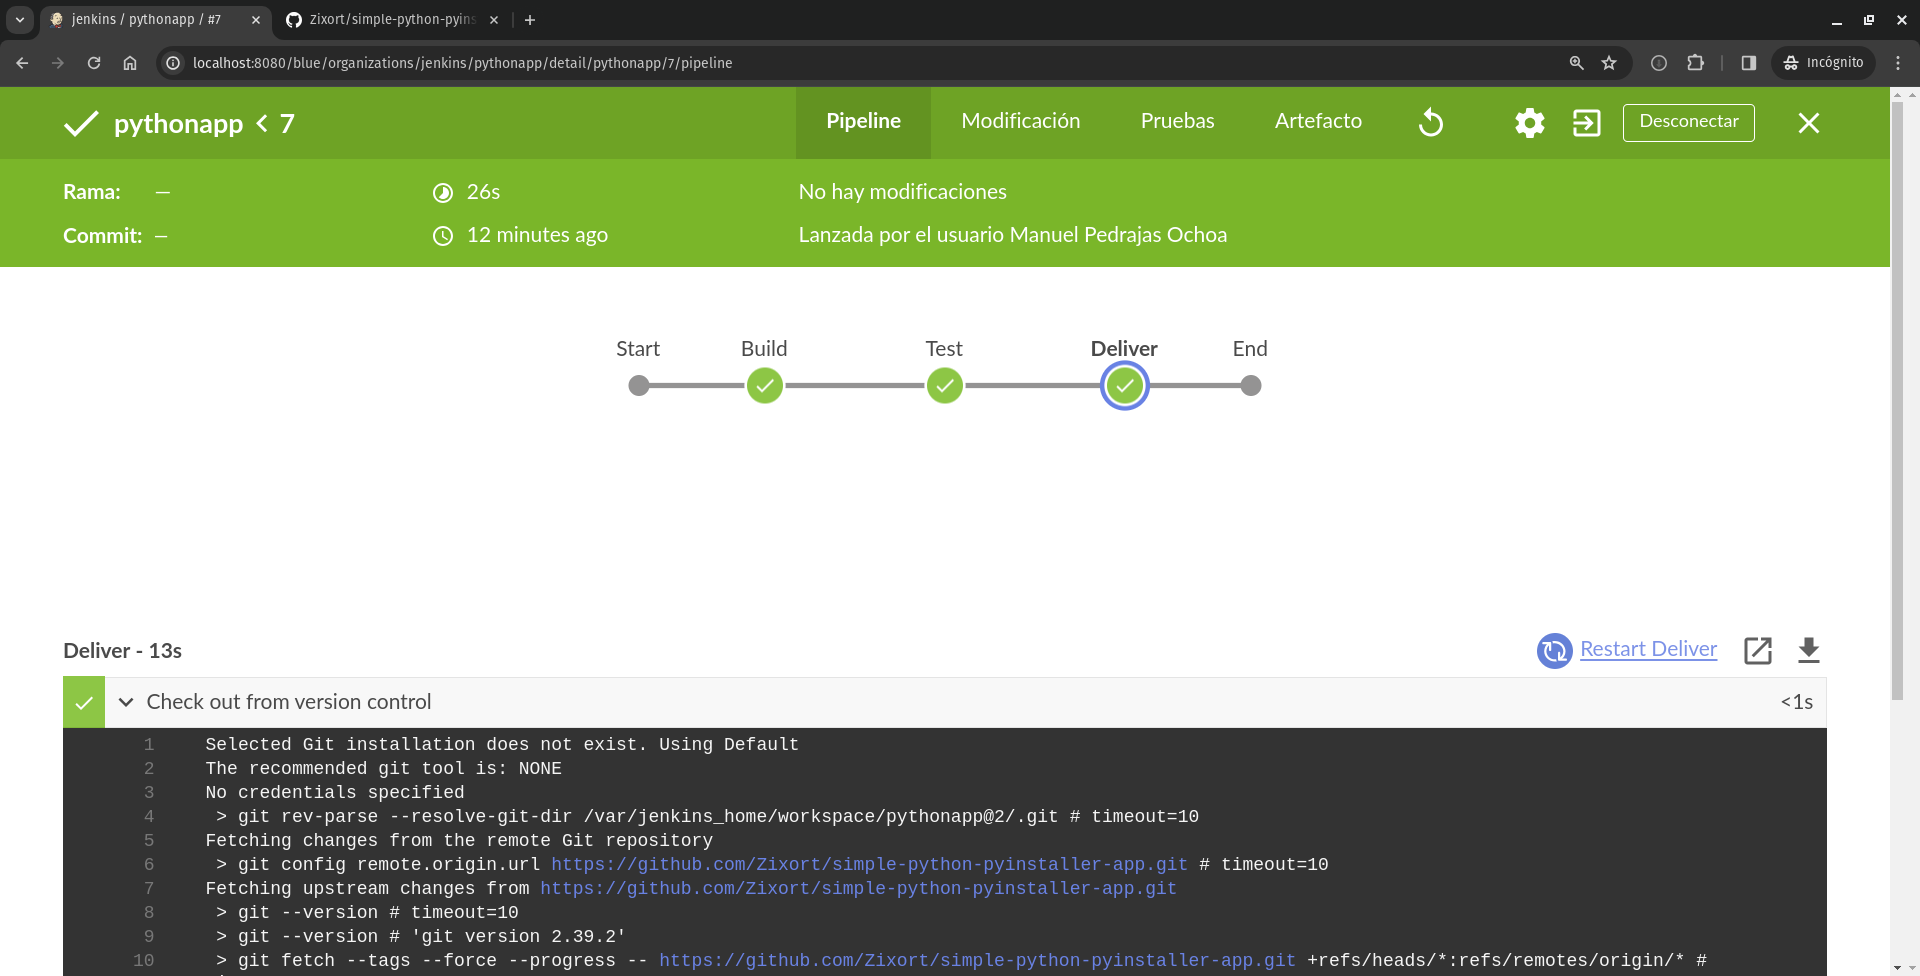 jenkins / pythonapp / #7
Zixort/simple-python-pyins
localhost:8080/blue/organizations/jenkins/pythonapp/detail/pythonapp/7/pipeline
Incógnito
pythonapp < 7
Pipeline
Modificación
Pruebas
Artefacto
Desconectar
Rama: —
26s
No hay modificaciones
Commit: —
12 minutes ago
Lanzada por el usuario Manuel Pedrajas Ochoa
Start
Build
Test
Deliver
End
Deliver - 13s
Restart Deliver
Check out from version control
<1s
1 Selected Git installation does not exist. Using Default
2 The recommended git tool is: NONE
3 No credentials specified
4 > git rev-parse --resolve-git-dir /var/jenkins_home/workspace/pythonapp@2/.git # timeout=10
5 Fetching changes from the remote Git repository
6 > git config remote.origin.url https://github.com/Zixort/simple-python-pyinstaller-app.git # timeout=10
7 Fetching upstream changes from https://github.com/Zixort/simple-python-pyinstaller-app.git
8 > git --version # timeout=10
9 > git --version # 'git version 2.39.2'
10 > git fetch --tags --force --progress -- https://github.com/Zixort/simple-python-pyinstaller-app.git +refs/heads/*:refs/remotes/origin/* #